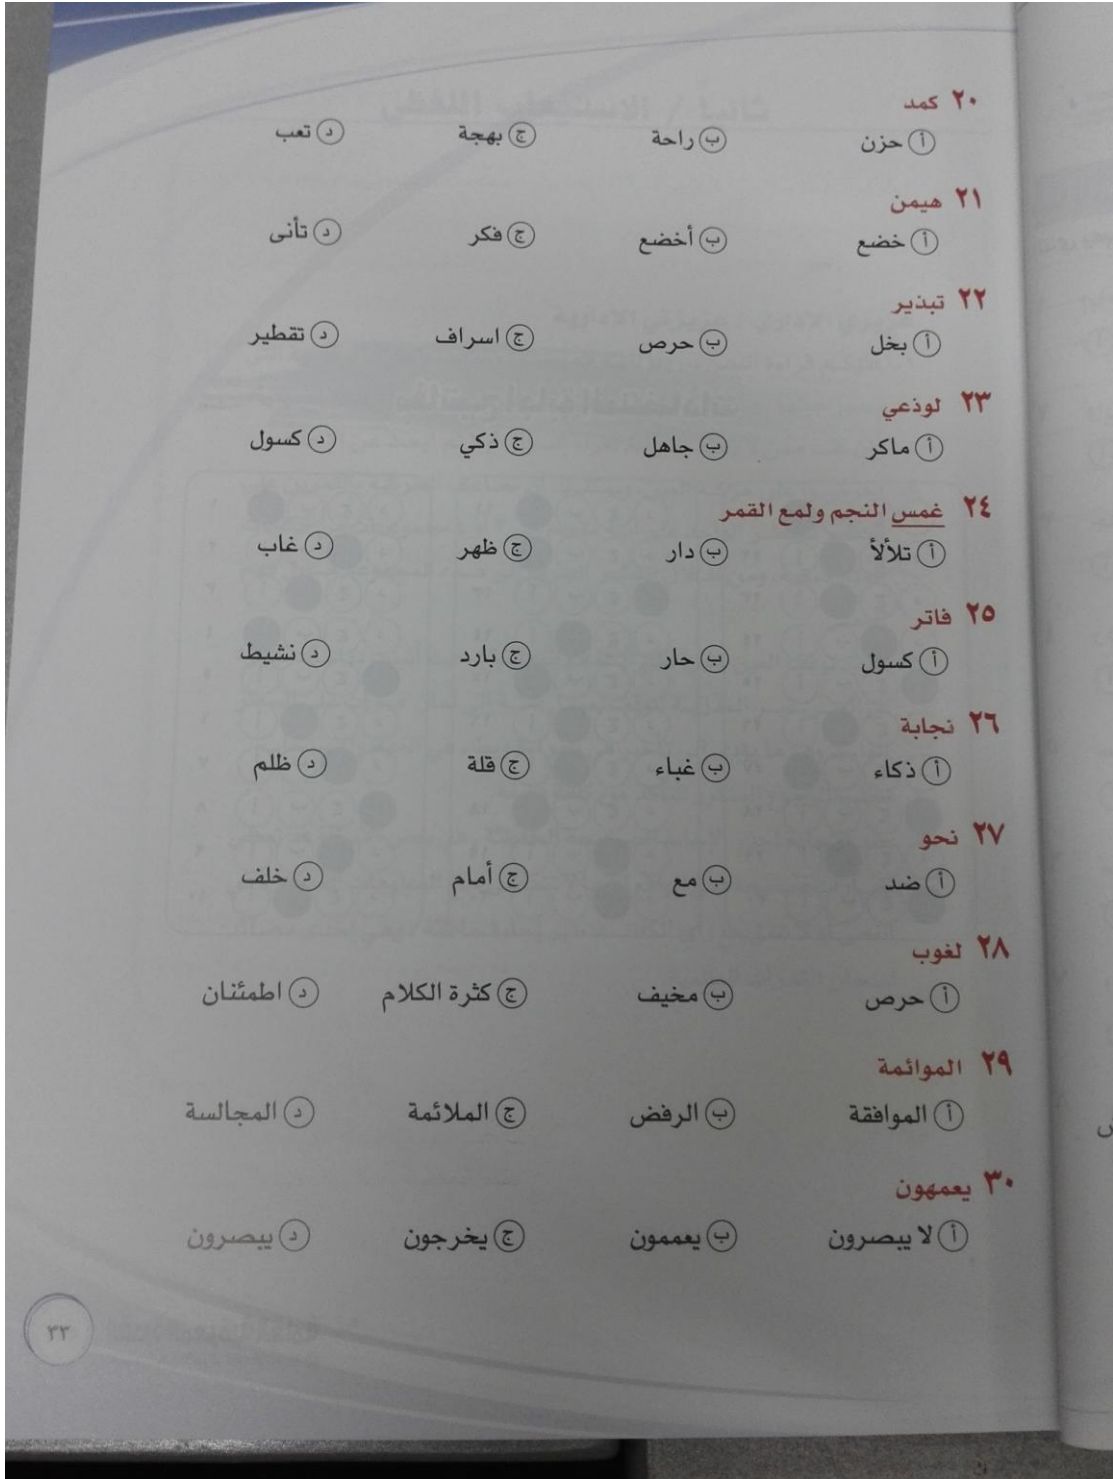 ٢٠ كمد
أ حزن ب راحة ج بهجة د تعب
٢١ هيمن
أ خضع ب أخضع ج فكر د تأنى
٢٢ تبذير
أ بخل ب حرص ج اسراف د تقطير
٢٣ لوذعي
أ ماكر ب جاهل ج ذكي د كسول
٢٤ غمس النجم ولمع القمر
أ تلألأ ب دار ج ظهر د غاب
٢٥ فاتر
أ كسول ب حار ج بارد د نشيط
٢٦ نجابة
أ ذكاء ب غباء ج قلة د ظلم
٢٧ نحو
أ ضد ب مع ج أمام د خلف
٢٨ لغوب
أ حرص ب مخيف ج كثرة الكلام د اطمئنان
٢٩ الموائمة
أ الموافقة ب الرفض ج الملائمة د المجالسة
٣٠ يعمهون
أ لا يبصرون ب يعممون ج يخرجون د يبصرون
٣٣